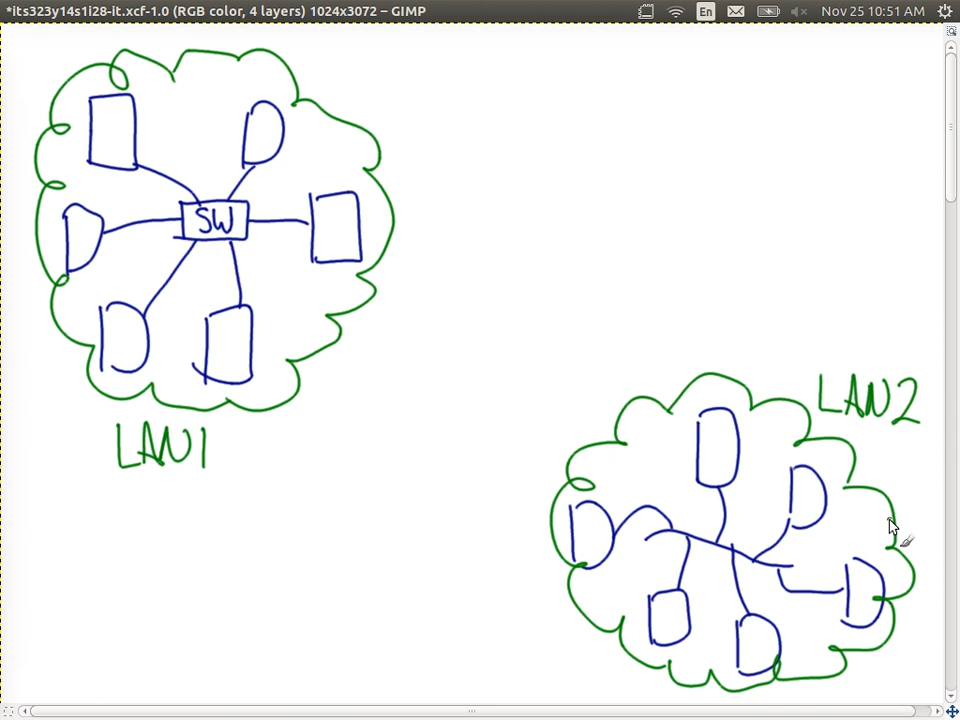 *its323y14s1i28-it.xcf-1.0 (RGB color, 4 layers) 1024x3072 – GIMP
En
Nov 25 10:51 AM
SW
LAN1
LAN2